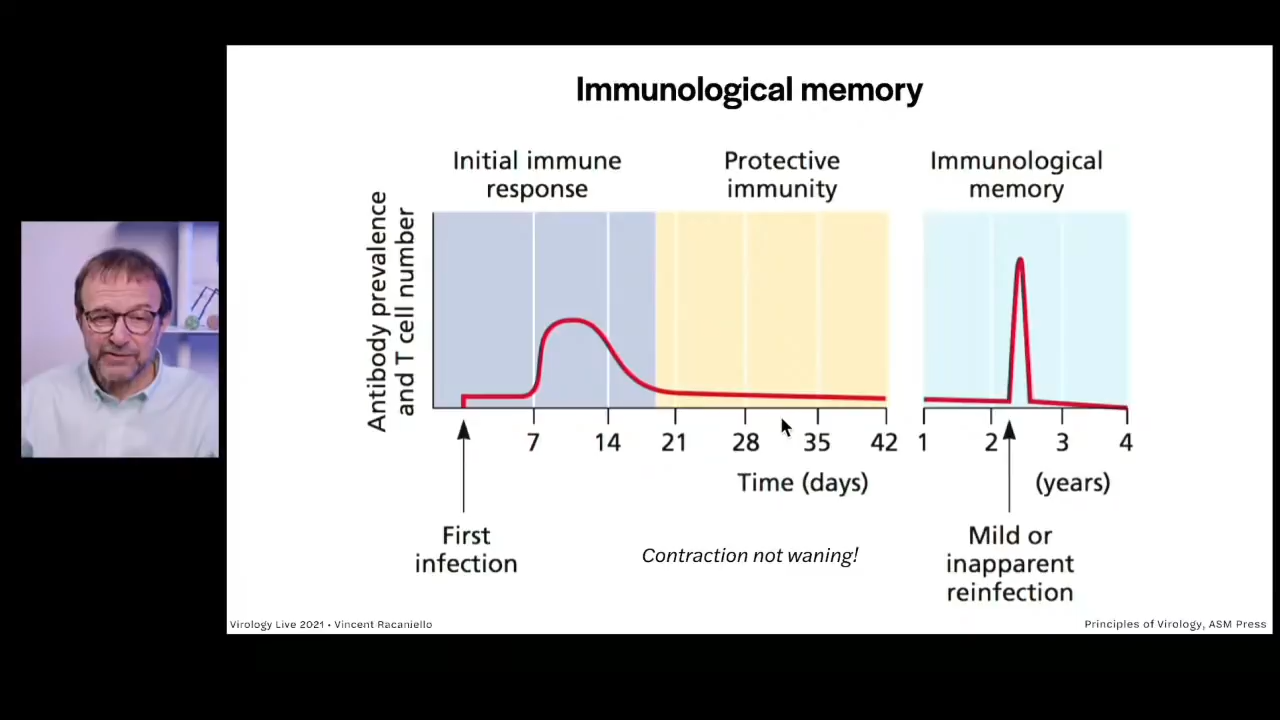 Immunological memory
Initial immune
response
Protective
immunity
Immunological
memory
Antibody prevalence
and T cell number
7 14 21 28 35 42 1 2 3 4
Time (days)
(years)
First
infection
Contraction not waning!
Mild or
inapparent
reinfection
Virology Live 2021 • Vincent Racaniello
Principles of Virology, ASM Press